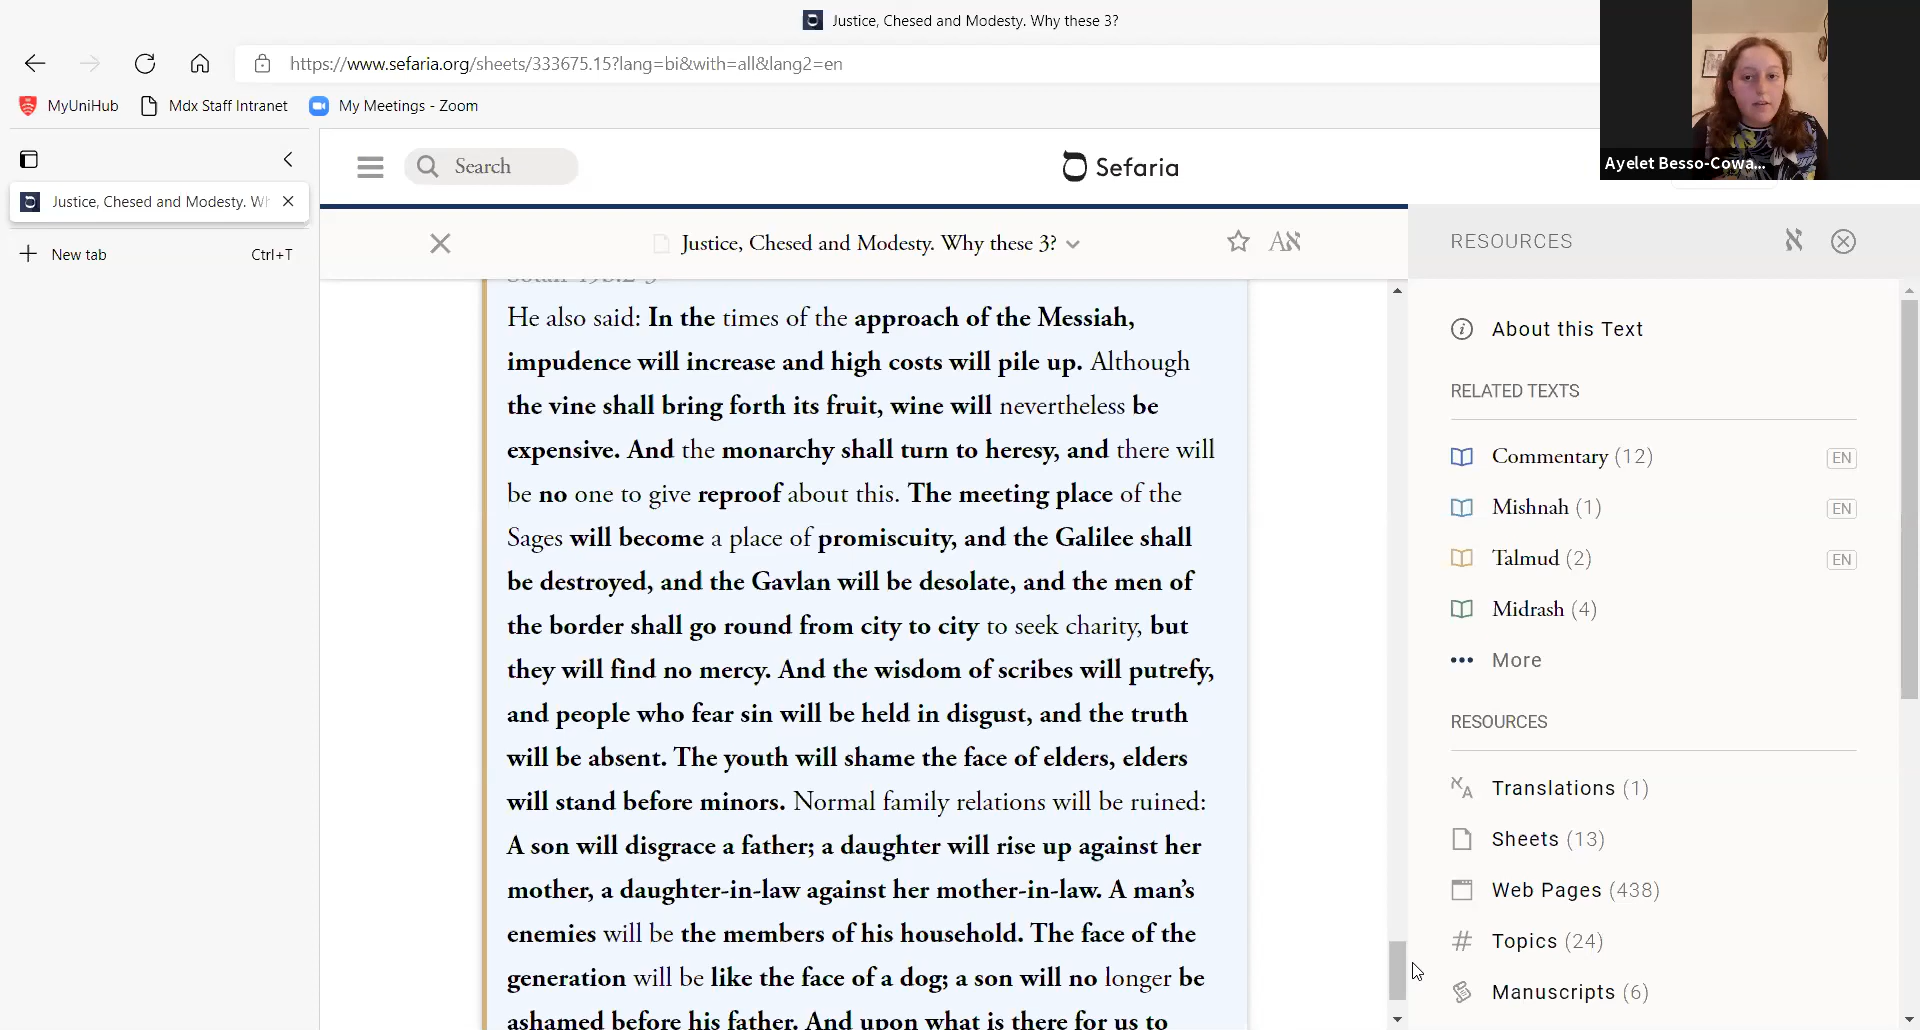 Justice, Chesed and Modesty. Why these 3?
https://www.sefaria.org/sheets/333675.15?lang=bi&with=all&lang2=en
MyUniHub
Mdx Staff Intranet
My Meetings - Zoom
Ayelet Besso-Cowa...
Justice, Chesed and Modesty. Wh
New tab
Ctrl+T
Search
Sefaria
Justice, Chesed and Modesty. Why these 3?
Aא
He also said: In the times of the approach of the Messiah,
impudence will increase and high costs will pile up. Although
the vine shall bring forth its fruit, wine will nevertheless be
expensive. And the monarchy shall turn to heresy, and there will
be no one to give reproof about this. The meeting place of the
Sages will become a place of promiscuity, and the Galilee shall
be destroyed, and the Gavlan will be desolate, and the men of
the border shall go round from city to city to seek charity, but
they will find no mercy. And the wisdom of scribes will putrefy,
and people who fear sin will be held in disgust, and the truth
will be absent. The youth will shame the face of elders, elders
will stand before minors. Normal family relations will be ruined:
A son will disgrace a father; a daughter will rise up against her
mother, a daughter-in-law against her mother-in-law. A man’s
enemies will be the members of his household. The face of the
generation will be like the face of a dog; a son will no longer be
ashamed before his father. And upon what is there for us to
RESOURCES
א
About this Text
RELATED TEXTS
Commentary (12) EN
Mishnah (1) EN
Talmud (2) EN
Midrash (4)
More
RESOURCES
Translations (1)
Sheets (13)
Web Pages (438)
Topics (24)
Manuscripts (6)